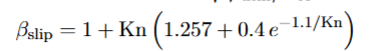 β_slip = 1 + Kn (1.257 + 0.4 e^{−1.1/Kn})